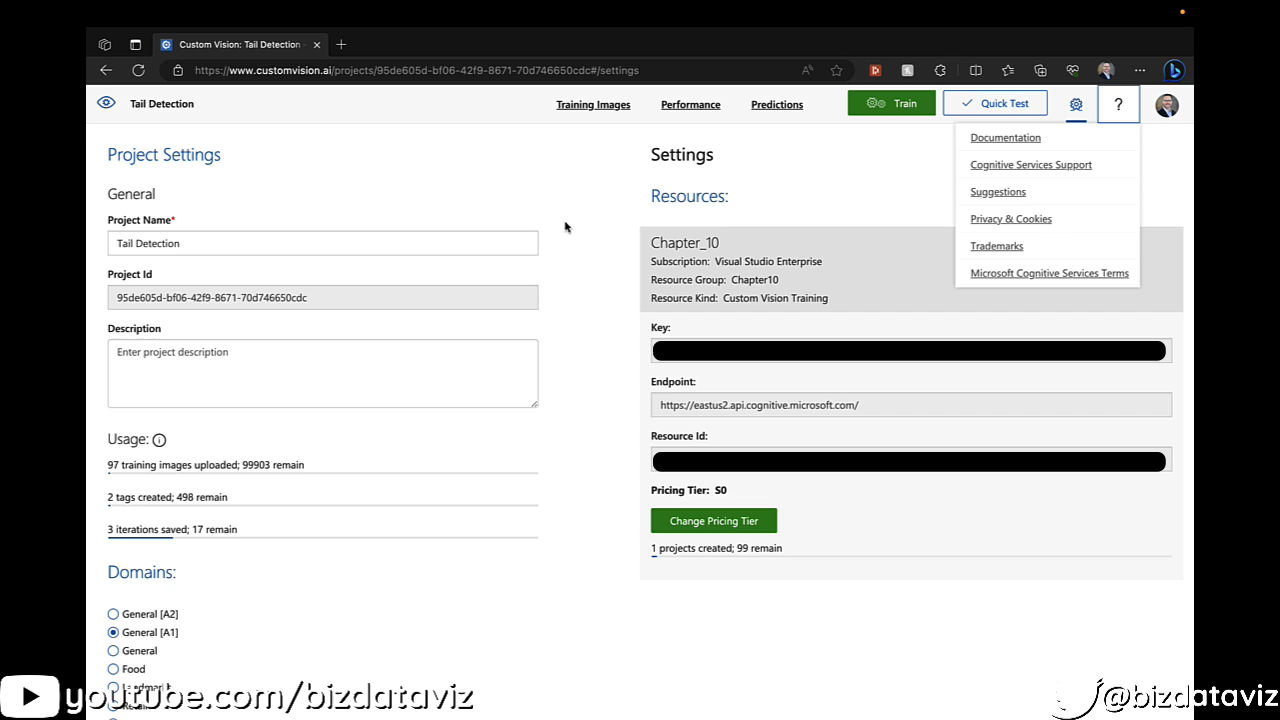 Custom Vision: Tail Detection
https://www.customvision.ai/projects/95de605d-bf06-42f9-8671-70d746650cdc#/settings
Tail Detection
Training Images
Performance
Predictions
Train
Quick Test
?
Documentation
Cognitive Services Support
Suggestions
Privacy & Cookies
Trademarks
Microsoft Cognitive Services Terms
Project Settings
General
Project Name*
Tail Detection
Project Id
95de605d-bf06-42f9-8671-70d746650cdc
Description
Enter project description
Usage:
97 training images uploaded; 99903 remain
2 tags created; 498 remain
3 iterations saved; 17 remain
Domains:
General [A2]
General [A1]
General
Food
Settings
Resources:
Chapter_10
Subscription: Visual Studio Enterprise
Resource Group: Chapter10
Resource Kind: Custom Vision Training
Key:
Endpoint:
https://eastus2.api.cognitive.microsoft.com/
Resource Id:
Pricing Tier: S0
Change Pricing Tier
1 projects created; 99 remain
youtube.com/bizdataviz
@bizdataviz